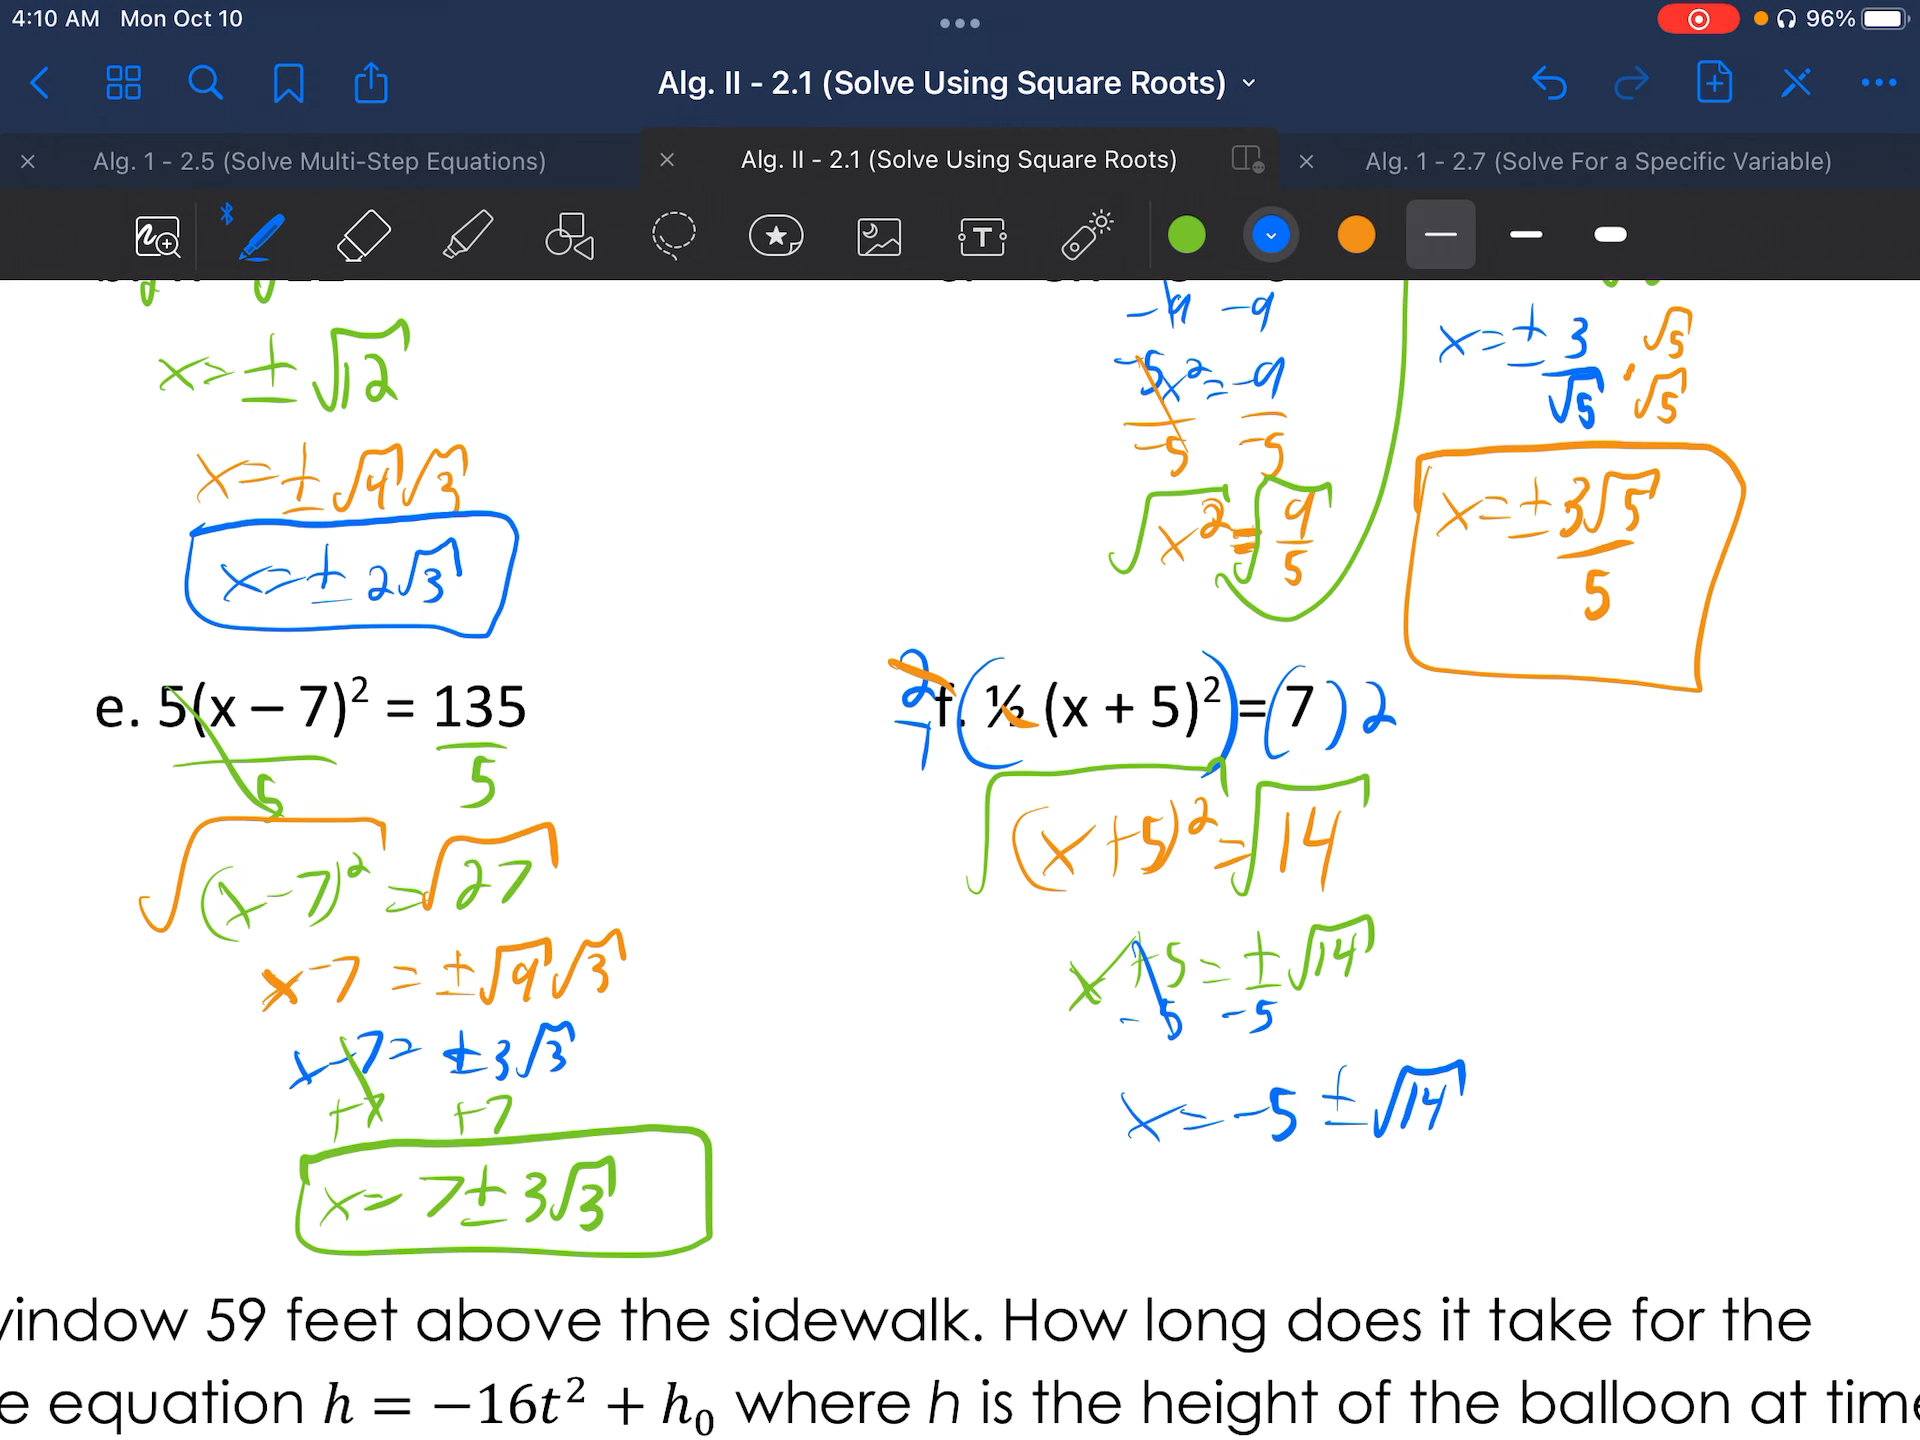 4:10 AM Mon Oct 10
96%
Alg. II - 2.1 (Solve Using Square Roots)
Alg. 1 - 2.5 (Solve Multi-Step Equations)
Alg. II - 2.1 (Solve Using Square Roots)
Alg. 1 - 2.7 (Solve For a Specific Variable)
x = ± √12
x = ± √4 √3
x = ± 2√3
-9 -9
-5x² = -9
-5 -5
√x² = √9/5
x = ± 3/√5 · √5/√5
x = ± 3√5/5
e. 5(x – 7)² = 135
5 5
√(x-7)² = √27
x-7 = ±√9 √3
x-7 = ±3√3
+7 +7
x = 7 ± 3√3
2/1 f. (½ (x + 5)²) = (7) 2
√(x+5)² = √14
x+5 = ± √14
-5 -5
x = -5 ± √14
window 59 feet above the sidewalk. How long does it take for the
e equation h = −16t² + h₀ where h is the height of the balloon at time